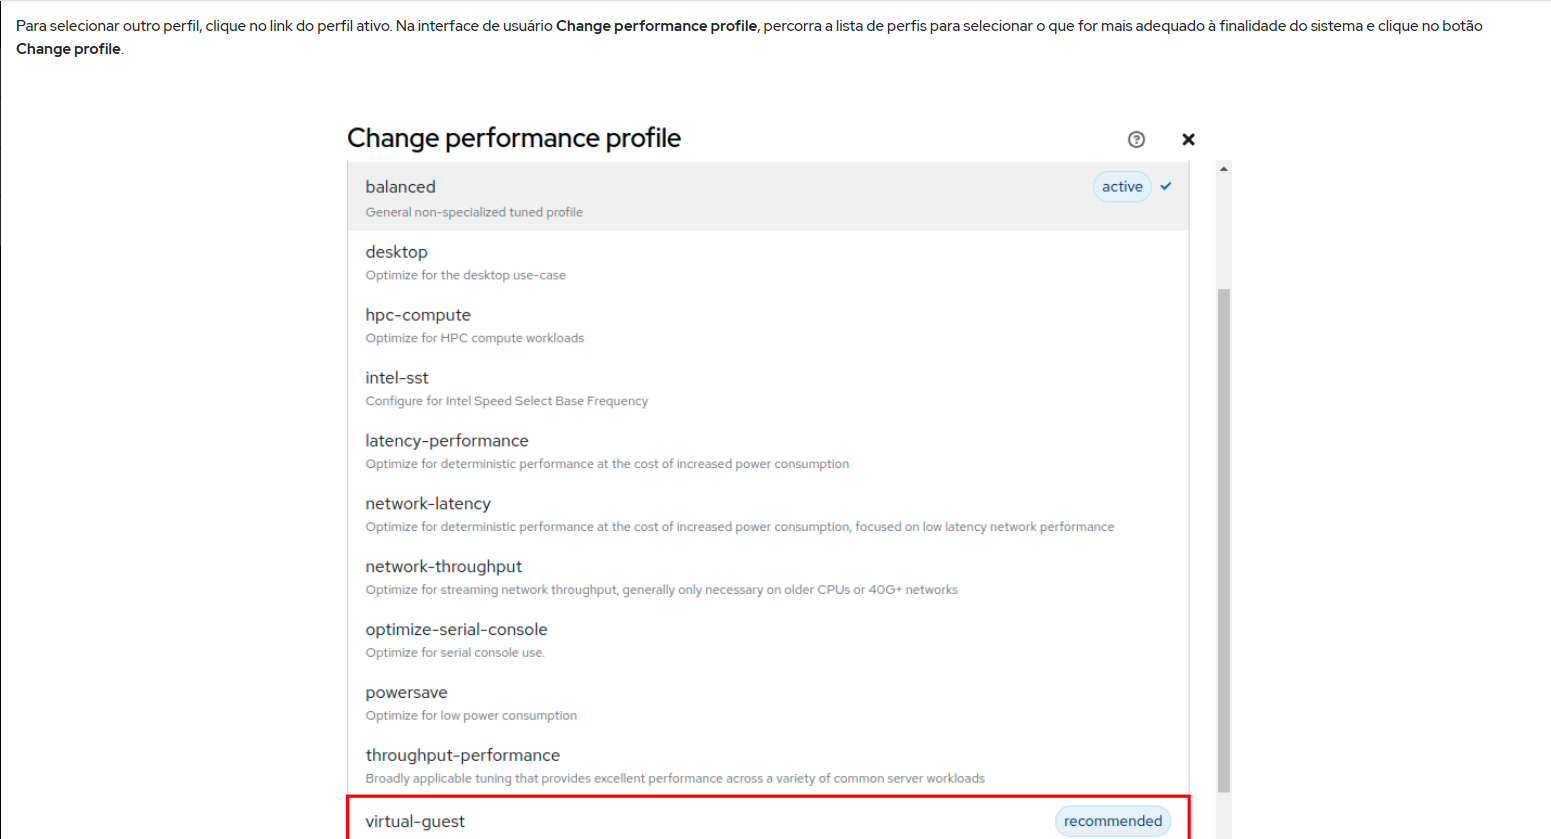 Para selecionar outro perfil, clique no link do perfil ativo. Na interface de usuário Change performance profile, percorra a lista de perfis para selecionar o que for mais adequado à finalidade do sistema e clique no botão
Change profile.
Change performance profile
balanced
active
General non-specialized tuned profile
desktop
Optimize for the desktop use-case
hpc-compute
Optimize for HPC compute workloads
intel-sst
Configure for Intel Speed Select Base Frequency
latency-performance
Optimize for deterministic performance at the cost of increased power consumption
network-latency
Optimize for deterministic performance at the cost of increased power consumption, focused on low latency network performance
network-throughput
Optimize for streaming network throughput, generally only necessary on older CPUs or 40G+ networks
optimize-serial-console
Optimize for serial console use.
powersave
Optimize for low power consumption
throughput-performance
Broadly applicable tuning that provides excellent performance across a variety of common server workloads
virtual-guest
recommended